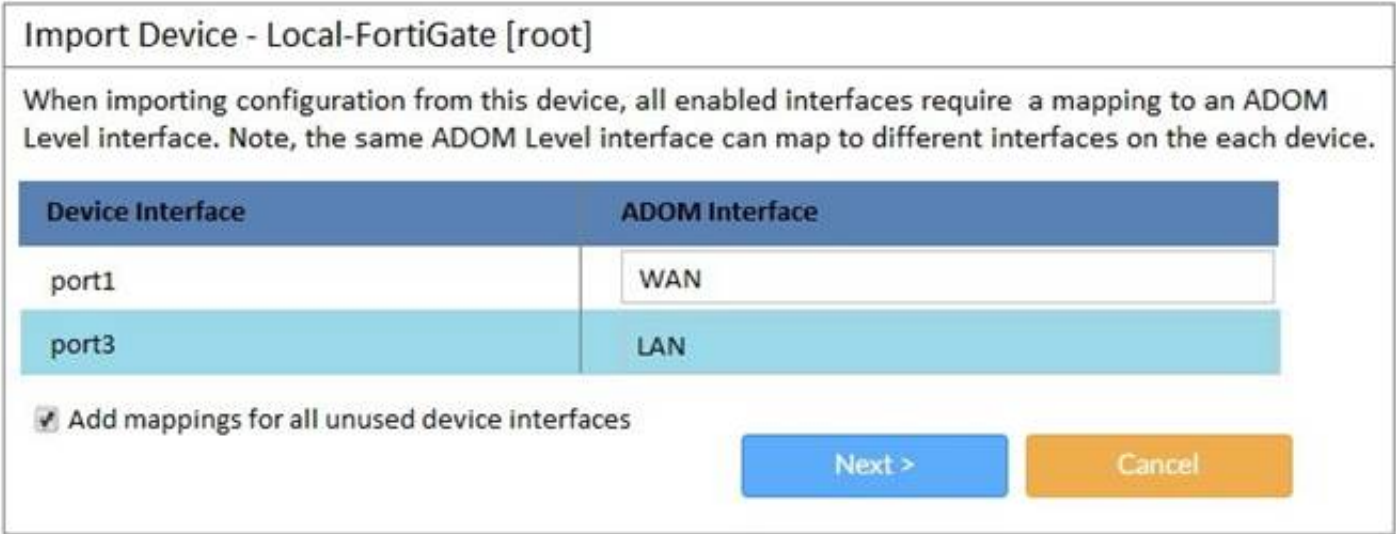 Import Device - Local-FortiGate [root]
When importing configuration from this device, all enabled interfaces require a mapping to an ADOM
Level interface. Note, the same ADOM Level interface can map to different interfaces on the each device.
Device Interface ADOM Interface
port1 WAN
port3 LAN
Add mappings for all unused device interfaces
Next > Cancel